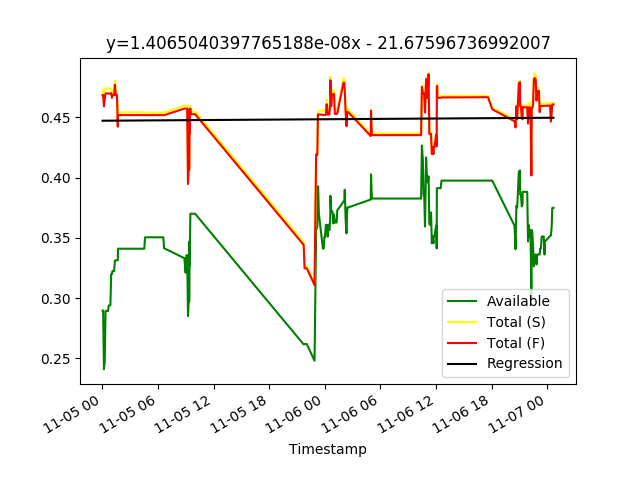 y=1.4065040397765188e-08x - 21.67596736992007
0.45
0.40
0.35
0.30
0.25
Available
Total (S)
Total (F)
Regression
11-05 00
11-05 06
11-05 12
11-05 18
11-06 00
11-06 06
11-06 12
11-06 18
11-07 00
Timestamp